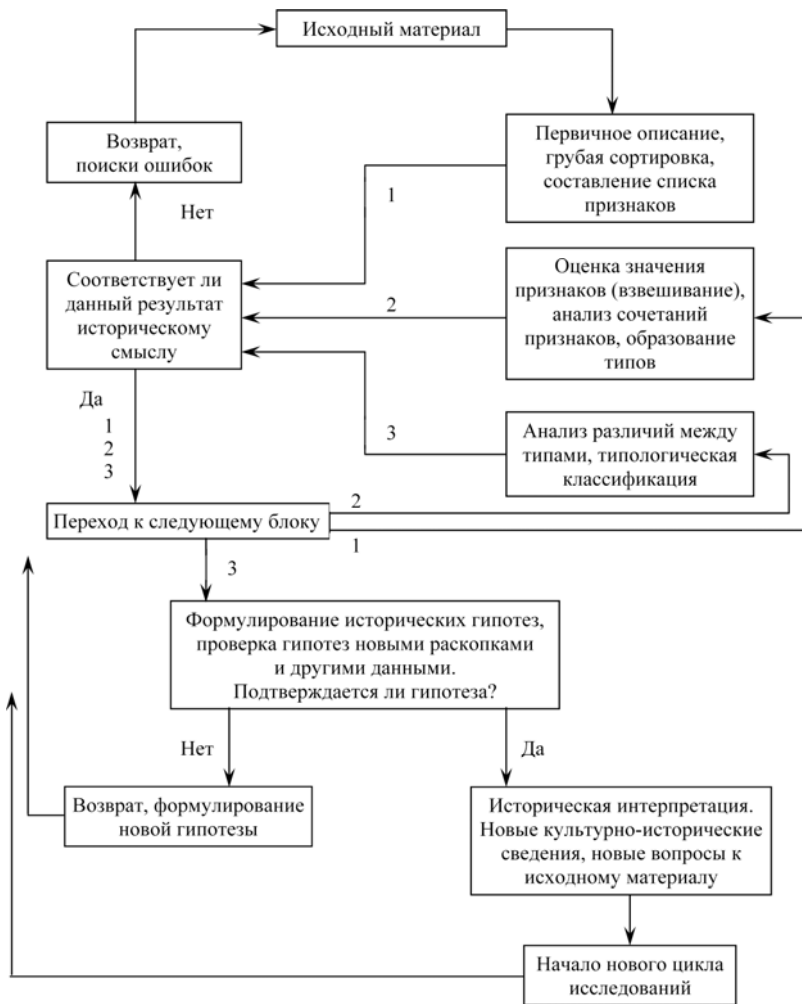 Исходный материал
Возврат,
поиски ошибок
Первичное описание,
грубая сортировка,
составление списка
признаков
Нет
1
Соответствует ли
данный результат
историческому
смыслу
2
Оценка значения
признаков (взвешивание),
анализ сочетаний
признаков, образование
типов
Да
1
2
3
3
Анализ различий между
типами, типологическая
классификация
Переход к следующему блоку
2
1
3
Формулирование исторических гипотез,
проверка гипотез новыми раскопками
и другими данными.
Подтверждается ли гипотеза?
Нет
Да
Возврат, формулирование
новой гипотезы
Историческая интерпретация.
Новые культурно-исторические
сведения, новые вопросы к
исходному материалу
Начало нового цикла
исследований